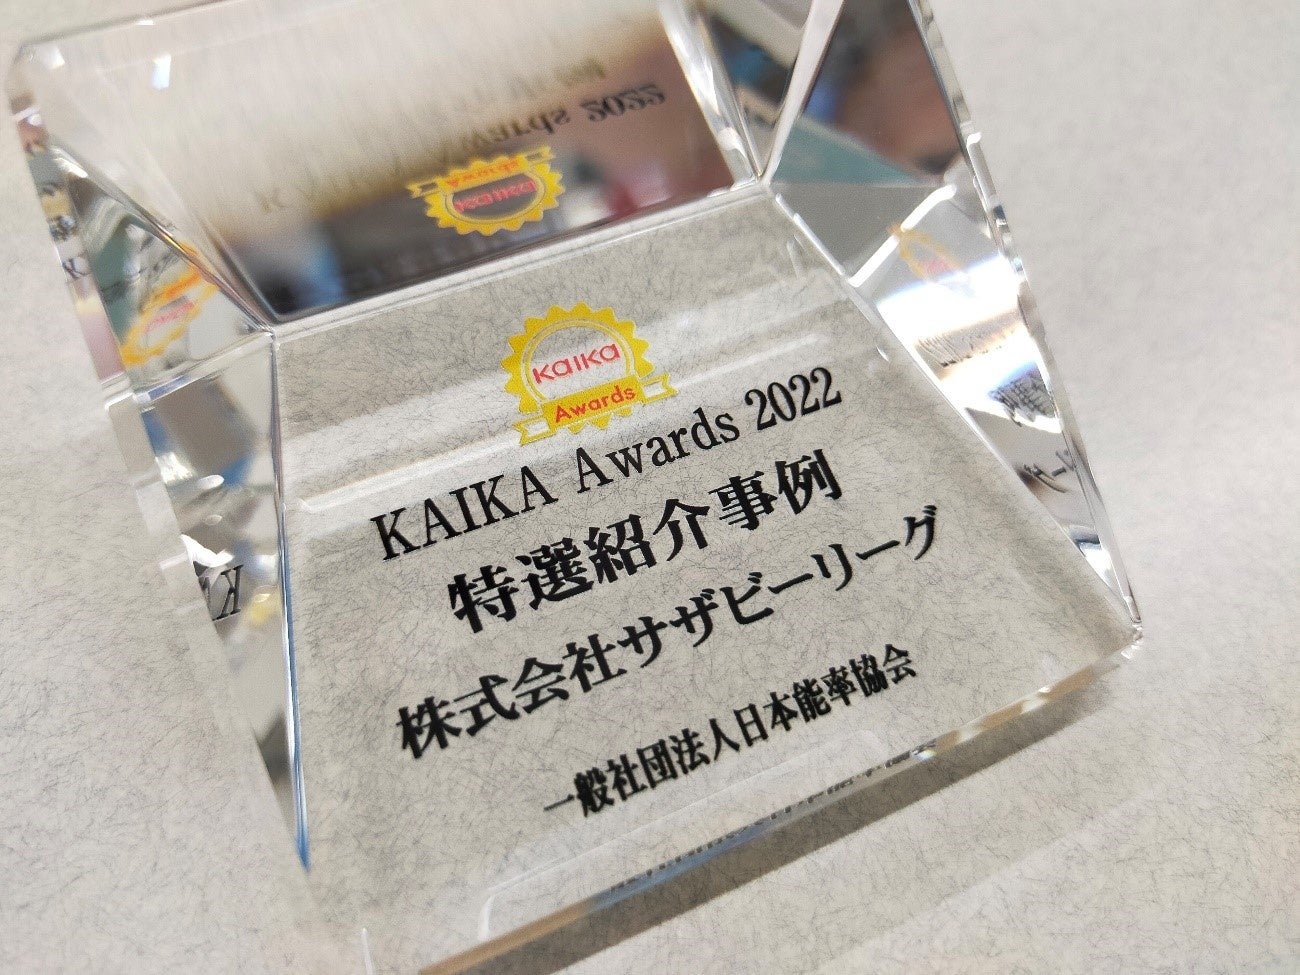 KAIKA
Awards
KAIKA Awards 2022
特選紹介事例
株式会社サザビーリーグ
一般社団法人日本能率協会